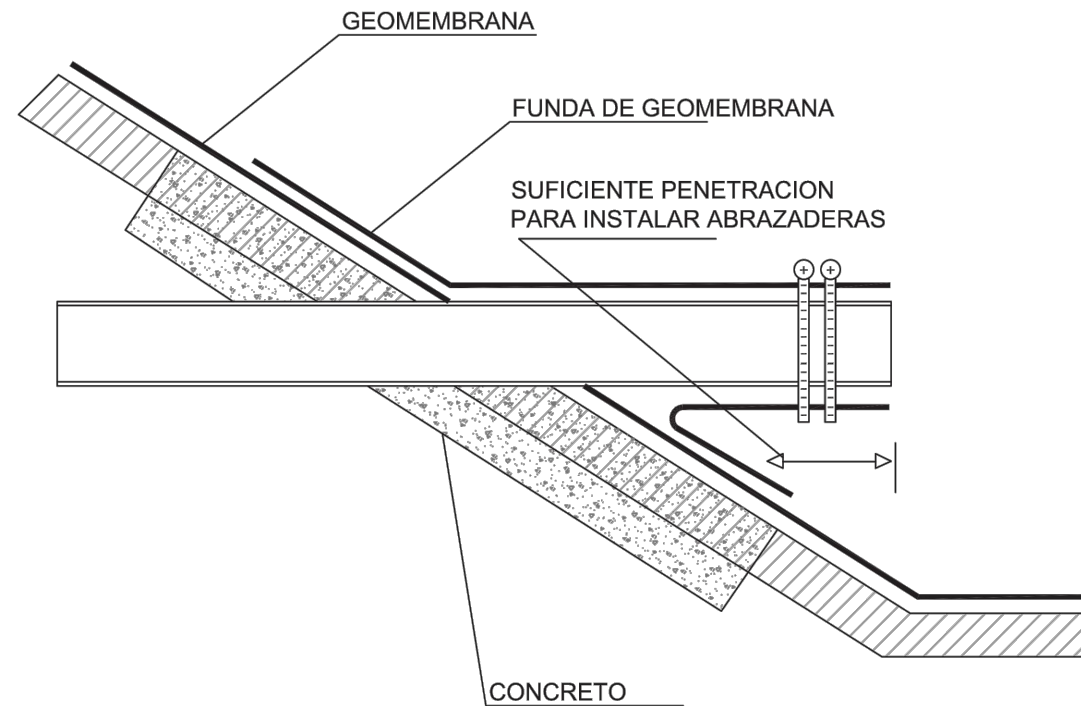 GEOMEMBRANA
FUNDA DE GEOMEMBRANA
SUFICIENTE PENETRACION
PARA INSTALAR ABRAZADERAS
CONCRETO